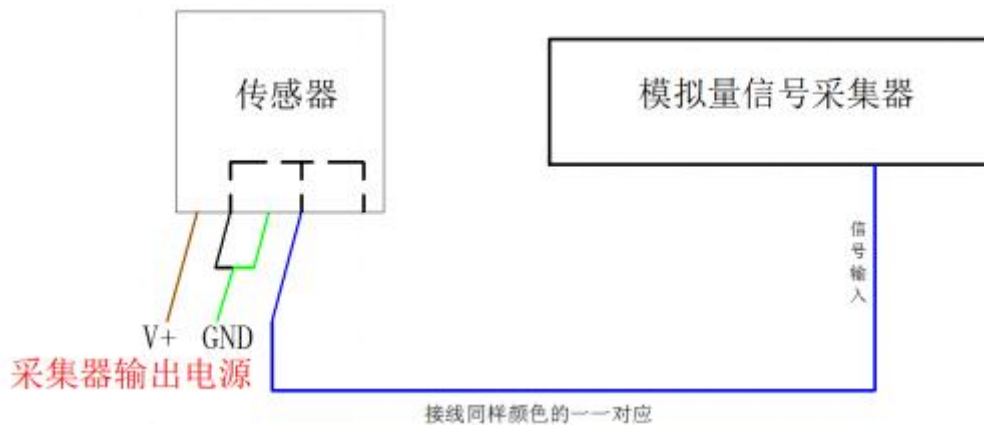 传感器
模拟量信号采集器
信号输入
V+ GND
采集器输出电源
接线同样颜色的一一对应